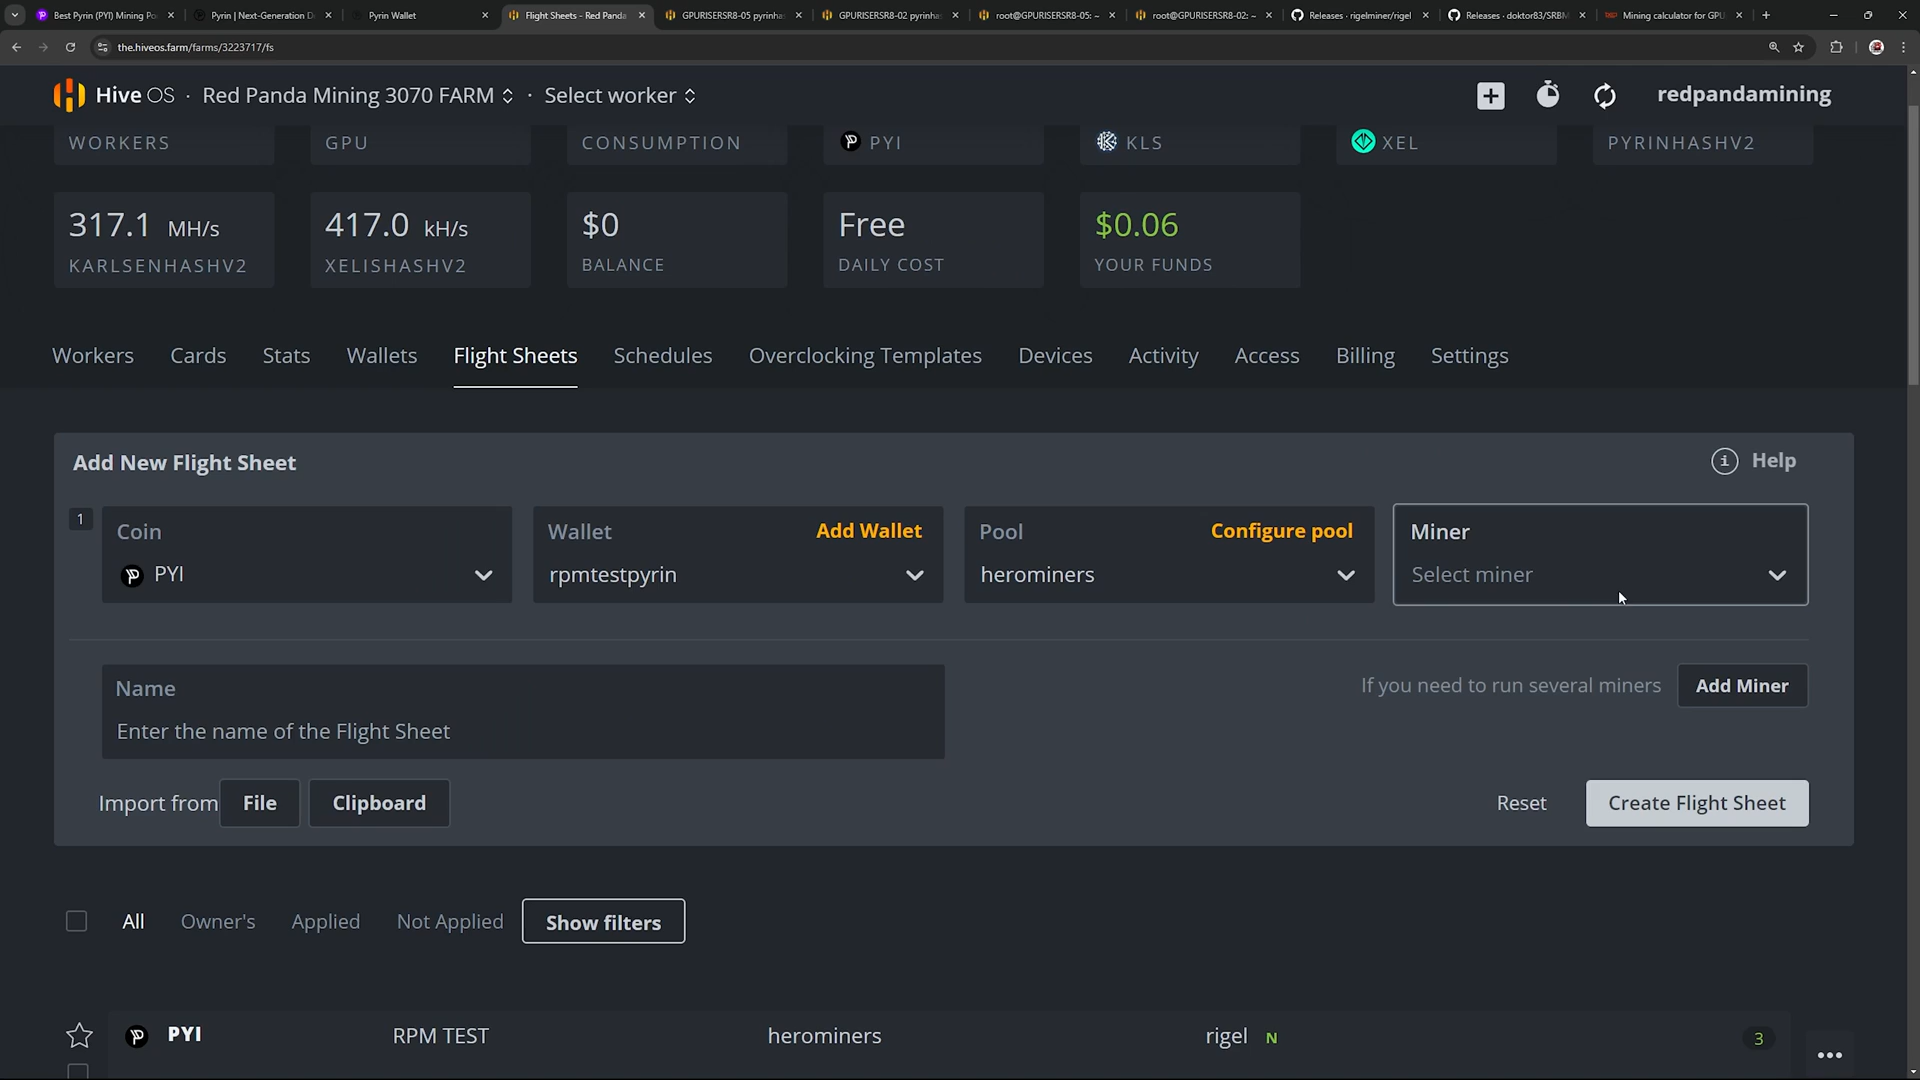 Best Pyrin (PYI) Mining Po
Pyrin | Next-Generation D
Pyrin Wallet
Flight Sheets - Red Panda
GPURISERSR8-05 pyrinha
GPURISERSR8-02 pyrinha
root@GPURISERSR8-05: ~
root@GPURISERSR8-02: ~
Releases · rigelminer/rigel
Releases · doktor83/SRBM
Mining calculator for GPU
the.hiveos.farm/farms/3223717/fs
Hive OS · Red Panda Mining 3070 FARM · Select worker
redpandamining
WORKERS GPU CONSUMPTION PYI KLS XEL PYRINHASHV2
317.1 MH/s 417.0 kH/s $0 Free $0.06
KARLSENHASHV2 XELISHASHV2 BALANCE DAILY COST YOUR FUNDS
Workers Cards Stats Wallets Flight Sheets Schedules Overclocking Templates Devices Activity Access Billing Settings
Add New Flight Sheet
Help
1 Coin Wallet Add Wallet Pool Configure pool Miner
PYI rpmtestpyrin herominers Select miner
Name
Enter the name of the Flight Sheet
If you need to run several miners Add Miner
Import from File Clipboard
Reset Create Flight Sheet
All Owner's Applied Not Applied Show filters
PYI RPM TEST herominers rigel N 3